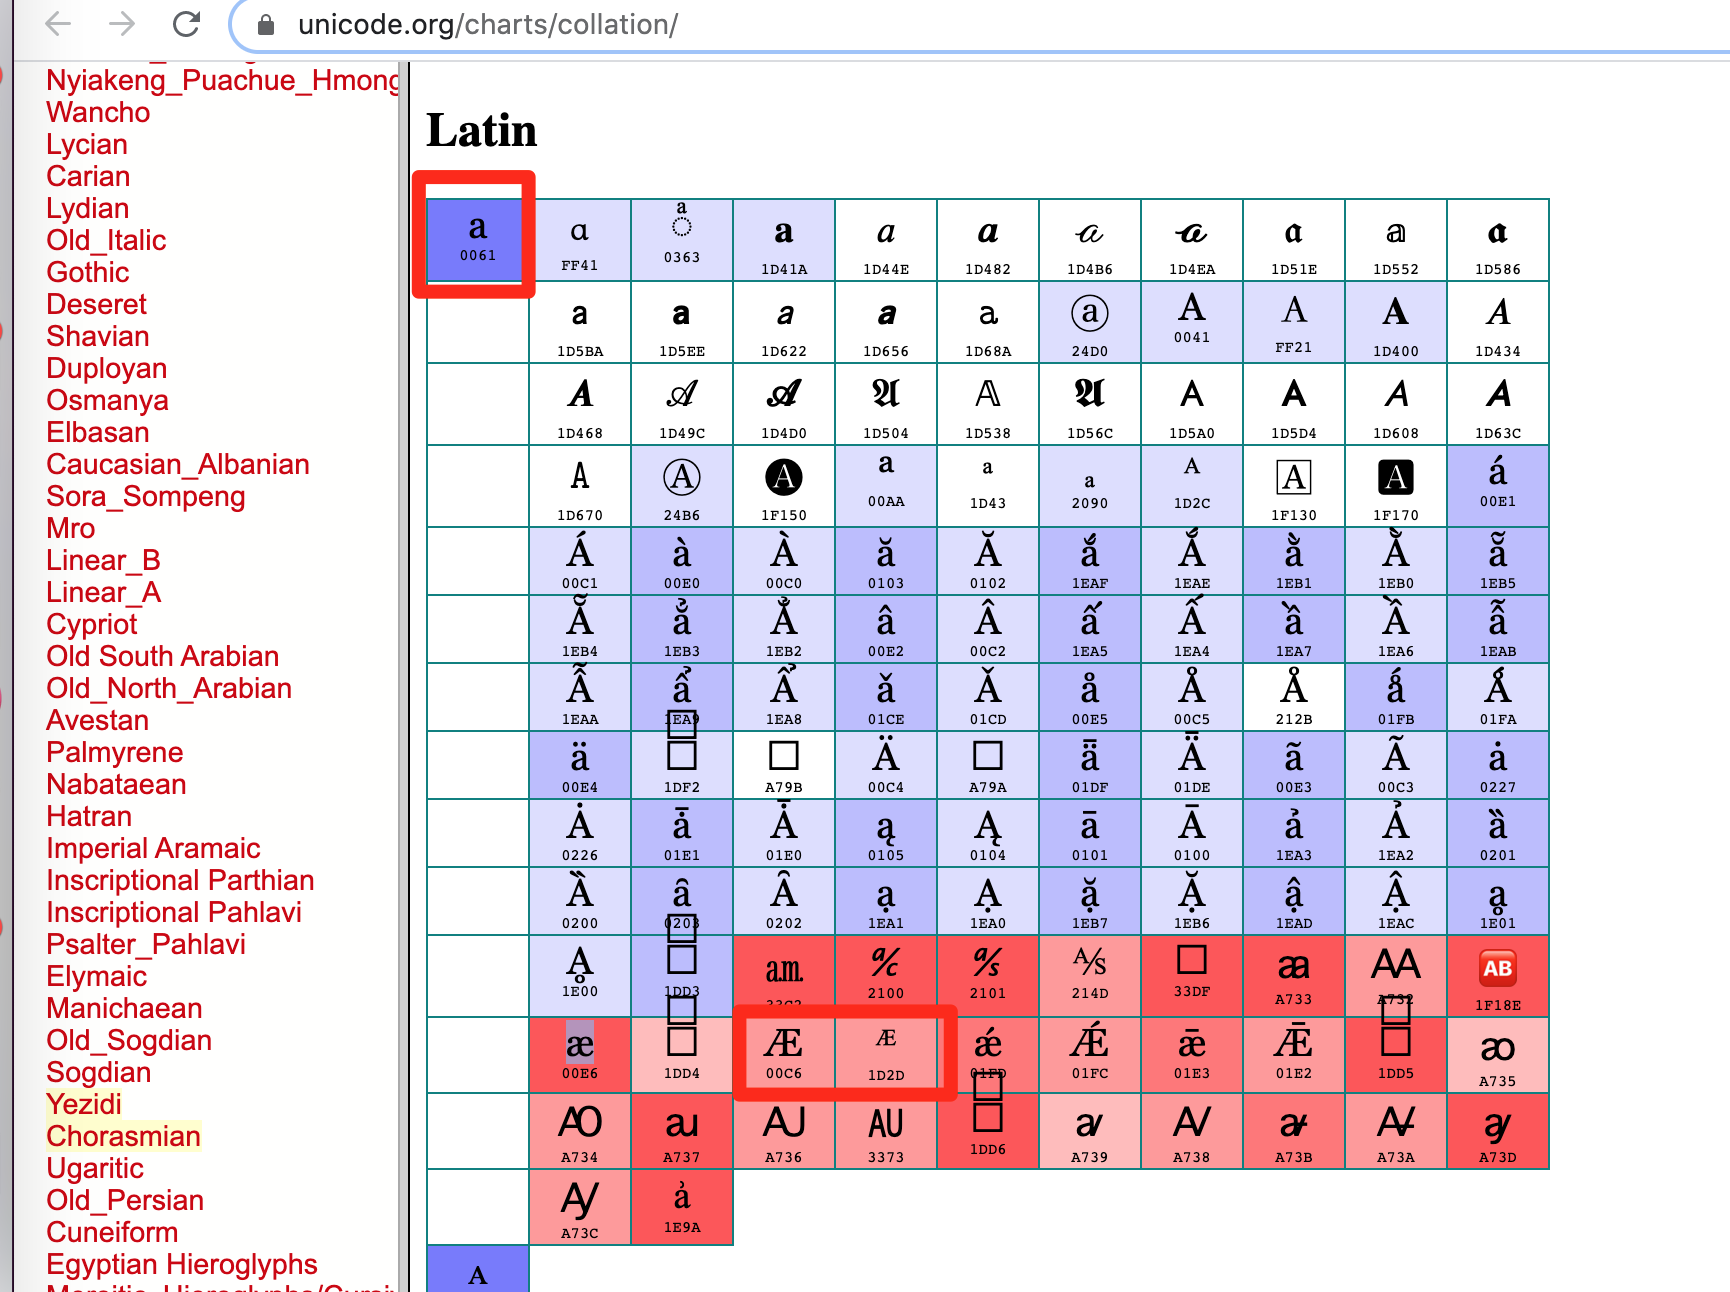 unicode.org/charts/collation/
Nyiakeng_Puachue_Hmong
Wancho
Lycian
Carian
Lydian
Old_Italic
Gothic
Deseret
Shavian
Duployan
Osmanya
Elbasan
Caucasian_Albanian
Sora_Sompeng
Mro
Linear_B
Linear_A
Cypriot
Old South Arabian
Old_North_Arabian
Avestan
Palmyrene
Nabataean
Hatran
Imperial Aramaic
Inscriptional Parthian
Inscriptional Pahlavi
Psalter_Pahlavi
Elymaic
Manichaean
Old_Sogdian
Sogdian
Yezidi
Chorasmian
Ugaritic
Old_Persian
Cuneiform
Egyptian Hieroglyphs
Latin
a ａ ◌ͣ 𝐚 𝑎 𝒂 𝒶 𝓪 𝔞 𝕒 𝖆
0061 FF41 0363 1D41A 1D44E 1D482 1D4B6 1D4EA 1D51E 1D552 1D586
𝖺 𝗮 𝘢 𝙖 𝚊 ⓐ A Ａ 𝐀 𝐴
1D5BA 1D5EE 1D622 1D656 1D68A 24D0 0041 FF21 1D400 1D434
𝑨 𝒜 𝓐 𝔄 𝔸 𝕬 𝖠 𝗔 𝘈 𝘼
1D468 1D49C 1D4D0 1D504 1D538 1D56C 1D5A0 1D5D4 1D608 1D63C
𝙰 Ⓐ 🅐 ª ᵃ ₐ ᴬ 🄰 🅰 á
1D670 24B6 1F150 00AA 1D43 2090 1D2C 1F130 1F170 00E1
Á à À ă Ă ắ Ắ ằ Ằ ẵ
00C1 00E0 00C0 0103 0102 1EAF 1EAE 1EB1 1EB0 1EB5
Ẵ ẳ Ẳ â Â ấ Ấ ầ Ầ ẫ
1EB4 1EB3 1EB2 00E2 00C2 1EA5 1EA4 1EA7 1EA6 1EAB
Ẫ ẩ Ẩ ǎ Ǎ å Å Å ǻ Ǻ
1EAA 1EA9 1EA8 01CE 01CD 00E5 00C5 212B 01FB 01FA
ä Ä ǟ Ǟ ã Ã ȧ
00E4 1DF2 A79B 00C4 A79A 01DF 01DE 00E3 00C3 0227
Ȧ ǡ Ǡ ą Ą ā Ā ả Ả ȁ
0226 01E1 01E0 0105 0104 0101 0100 1EA3 1EA2 0201
Ȁ ȃ Ȃ ạ Ạ ặ Ặ ậ Ậ ḁ
0200 0203 0202 1EA1 1EA0 1EB7 1EB6 1EAD 1EAC 1E01
Ḁ ㏂ ℀ ℁ ⅍ ꜳ Ꜳ 🆎
1E00 1DD3 33C2 2100 2101 214D 33DF A733 A732 1F18E
æ Æ ᴭ ǽ Ǽ ǣ Ǣ ꜵ
00E6 1DD4 00C6 1D2D 01FD 01FC 01E3 01E2 1DD5 A735
Ꜵ ꜷ Ꜷ ㍳ ꜹ Ꜹ ꜻ Ꜻ ꜽ
A734 A737 A736 3373 1DD6 A739 A738 A73B A73A A73D
Ꜽ ẚ
A73C 1E9A
ᴀ